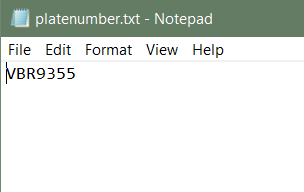 platenumber.txt - Notepad
File Edit Format View Help
VBR9355